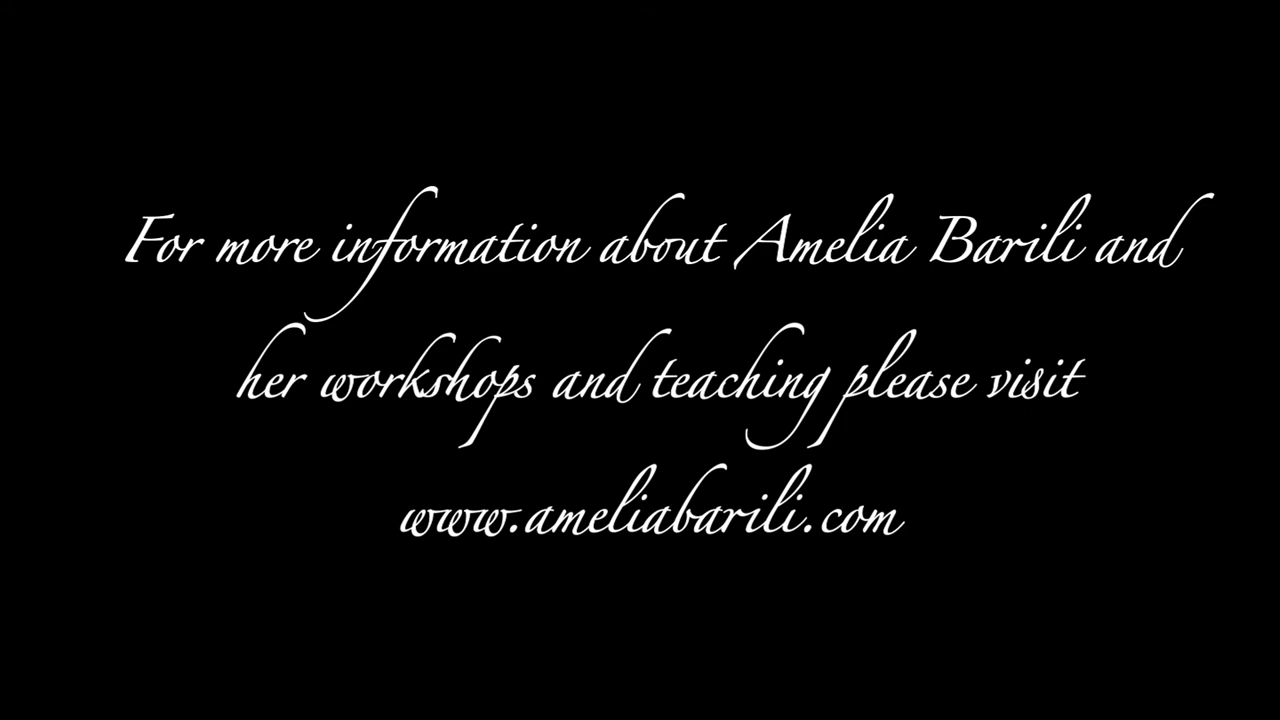 For more information about Amelia Barili and
her workshops and teaching please visit
www.ameliabarili.com